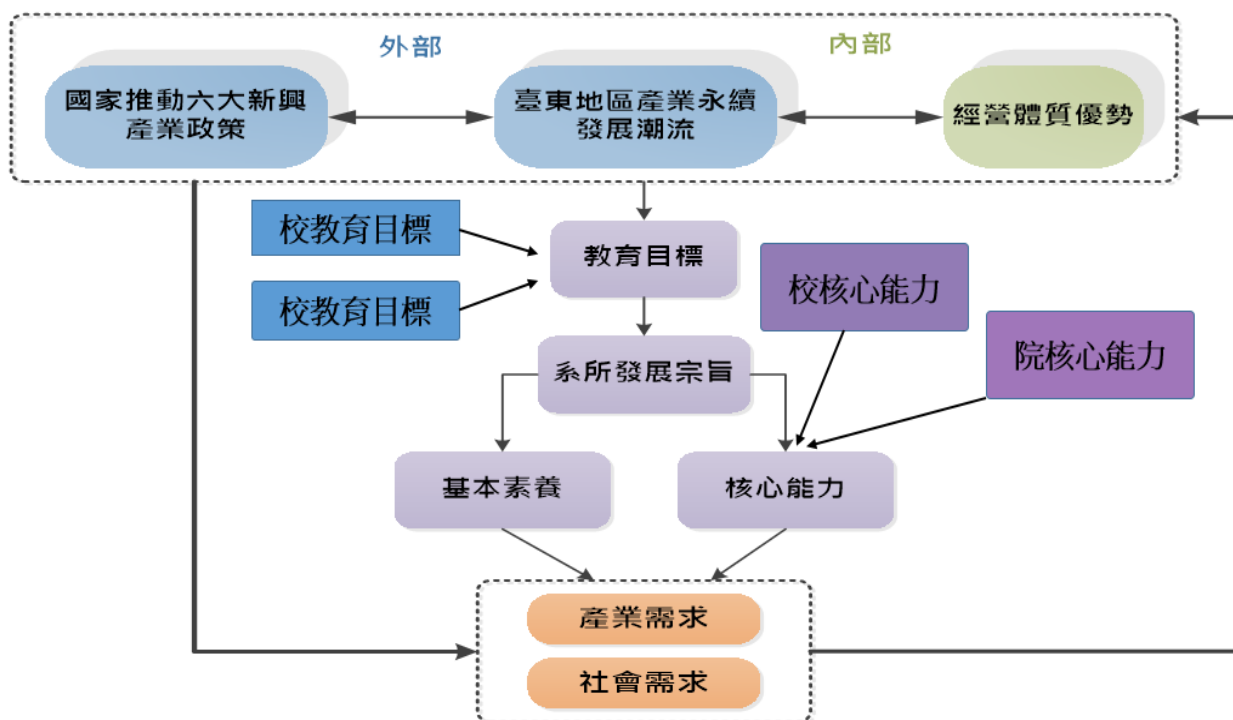 外部
內部
國家推動六大新興
產業政策
臺東地區產業永續
發展潮流
經營體質優勢
校教育目標
教育目標
校教育目標
校核心能力
院核心能力
系所發展宗旨
基本素養
核心能力
產業需求
社會需求